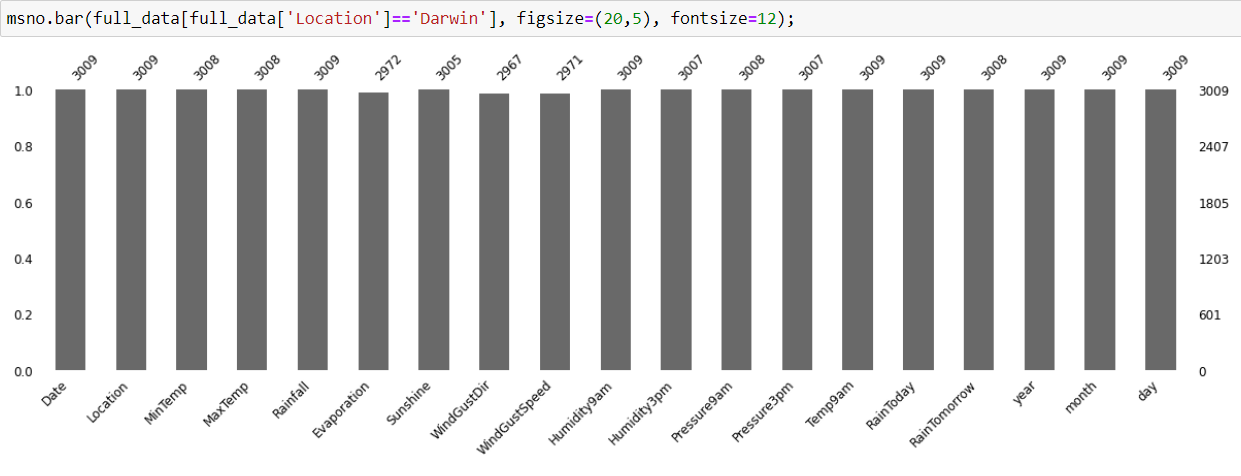 msno.bar(full_data[full_data['Location']=='Darwin'], figsize=(20,5), fontsize=12);
3009 3009 3008 3008 3009 2972 3005 2967 2971 3009 3007 3008 3007 3009 3009 3008 3009 3009 3009
1.0 3009
0.8 2407
0.6 1805
0.4 1203
0.2 601
0.0 0
Date Location MinTemp MaxTemp Rainfall Evaporation Sunshine WindGustDir WindGustSpeed Humidity9am Humidity3pm Pressure9am Pressure3pm Temp9am RainToday RainTomorrow year month day